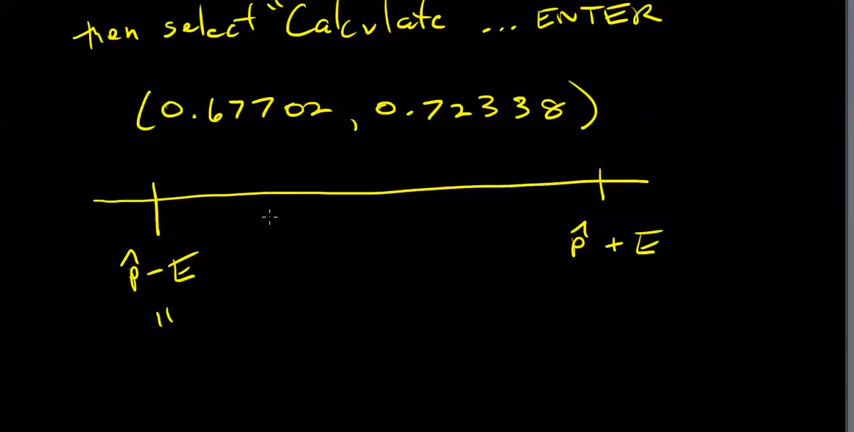 then select "Calculate ... ENTER
(0.67702, 0.72338)
p̂ - E
p̂ + E
"